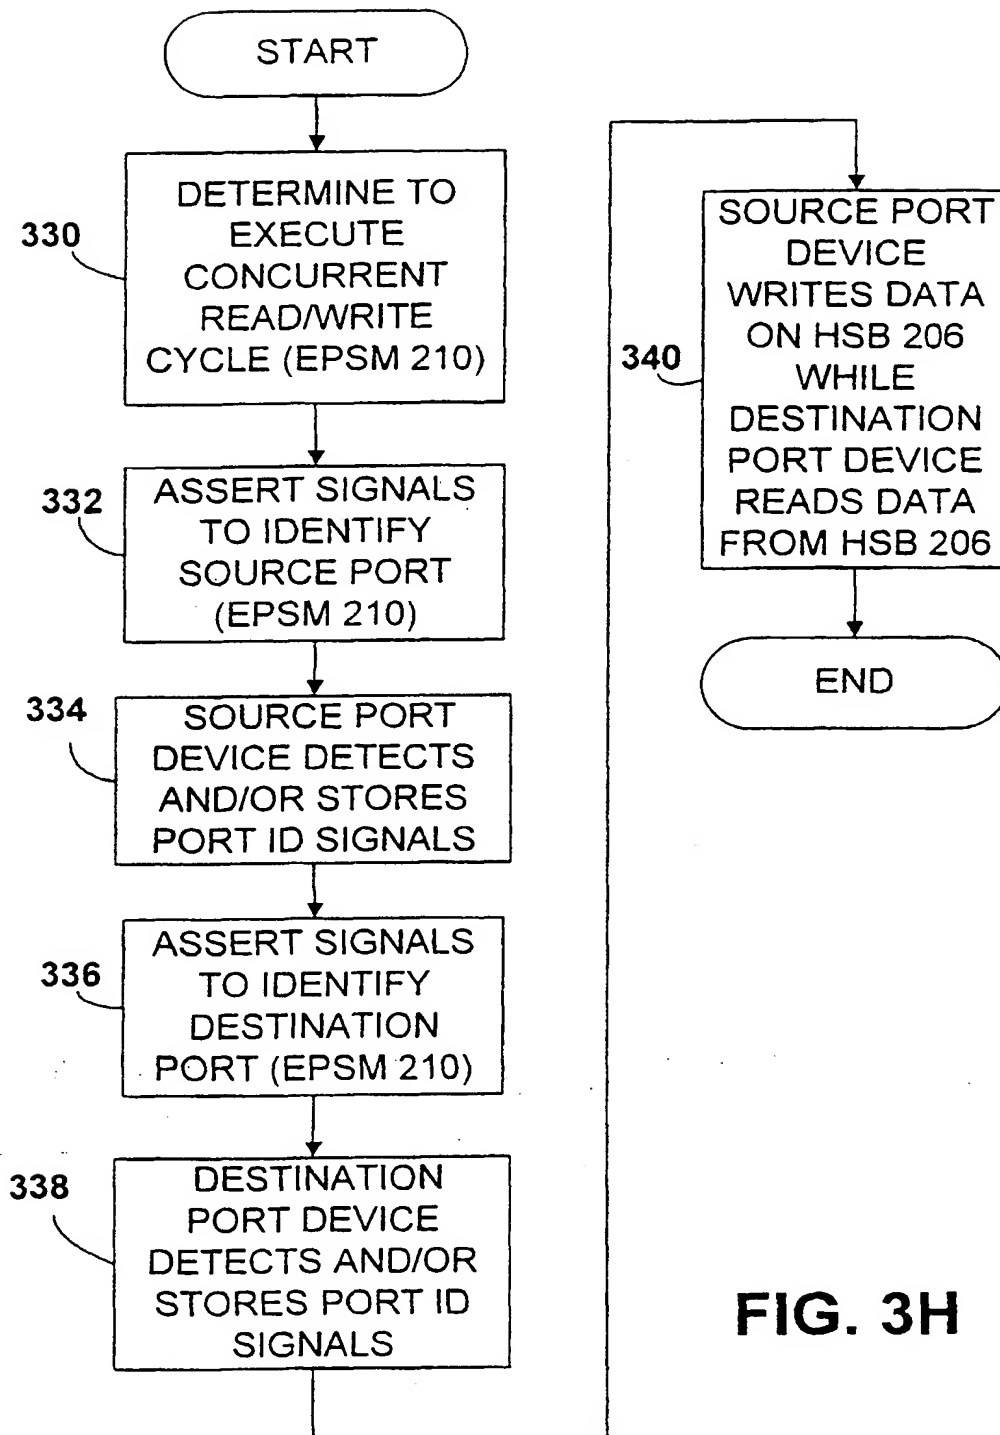 START
330
DETERMINE TO
EXECUTE
CONCURRENT
READ/WRITE
CYCLE (EPSM 210)
332
ASSERT SIGNALS
TO IDENTIFY
SOURCE PORT
(EPSM 210)
334
SOURCE PORT
DEVICE DETECTS
AND/OR STORES
PORT ID SIGNALS
336
ASSERT SIGNALS
TO IDENTIFY
DESTINATION
PORT (EPSM 210)
338
DESTINATION
PORT DEVICE
DETECTS AND/OR
STORES PORT ID
SIGNALS
340
SOURCE PORT
DEVICE
WRITES DATA
ON HSB 206
WHILE
DESTINATION
PORT DEVICE
READS DATA
FROM HSB 206
END
FIG. 3H